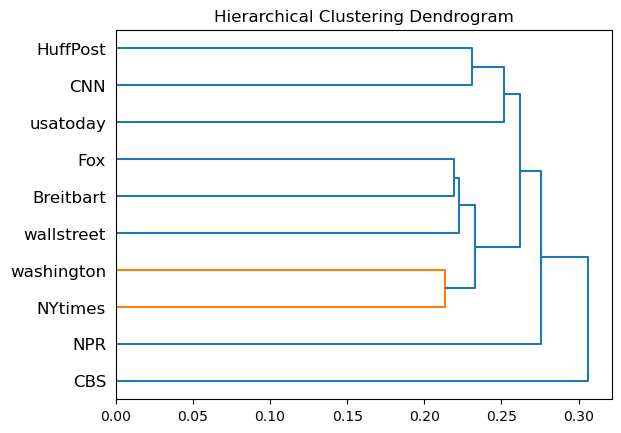 Hierarchical Clustering Dendrogram
HuffPost
CNN
usatoday
Fox
Breitbart
wallstreet
washington
NYtimes
NPR
CBS
0.00 0.05 0.10 0.15 0.20 0.25 0.30